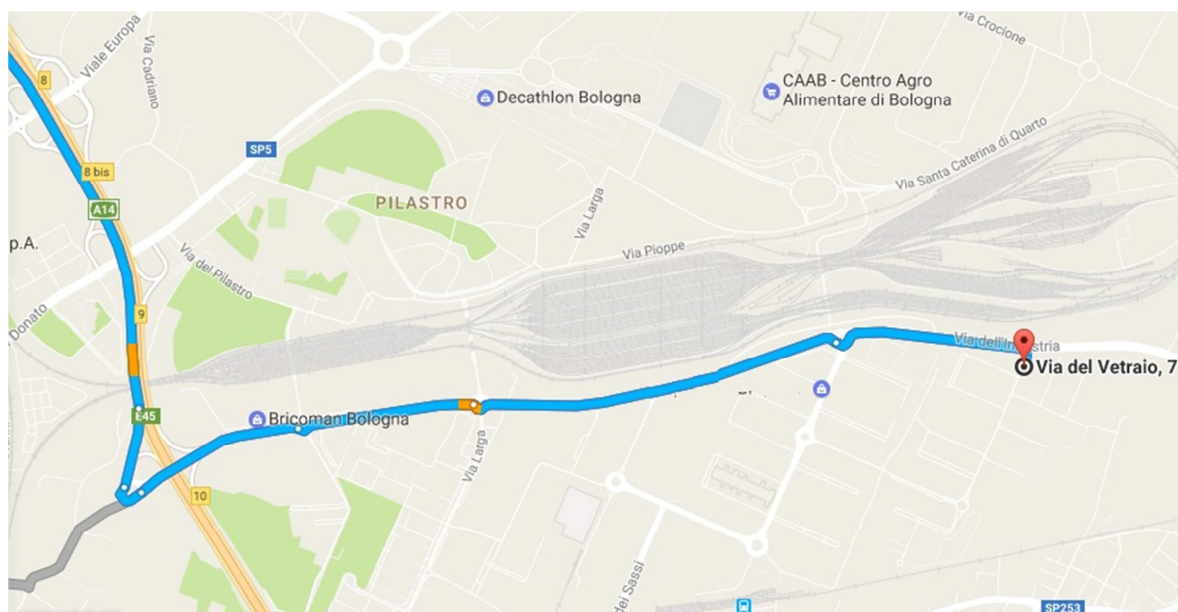 Via Crocione
Viale Europa
Via Cadriano
8
CAAB - Centro Agro
Alimentare di Bologna
Decathlon Bologna
SP5
Via Santa Caterina di Quarto
8 bis
PILASTRO
A14
Via Larga
p.A.
Via Pioppe
Via del Pilastro
9
Donato
Via dell'Industria
Via del Vetraio, 7
E45
Bricoman Bologna
Via Larga
10
dei Sassi
SP253